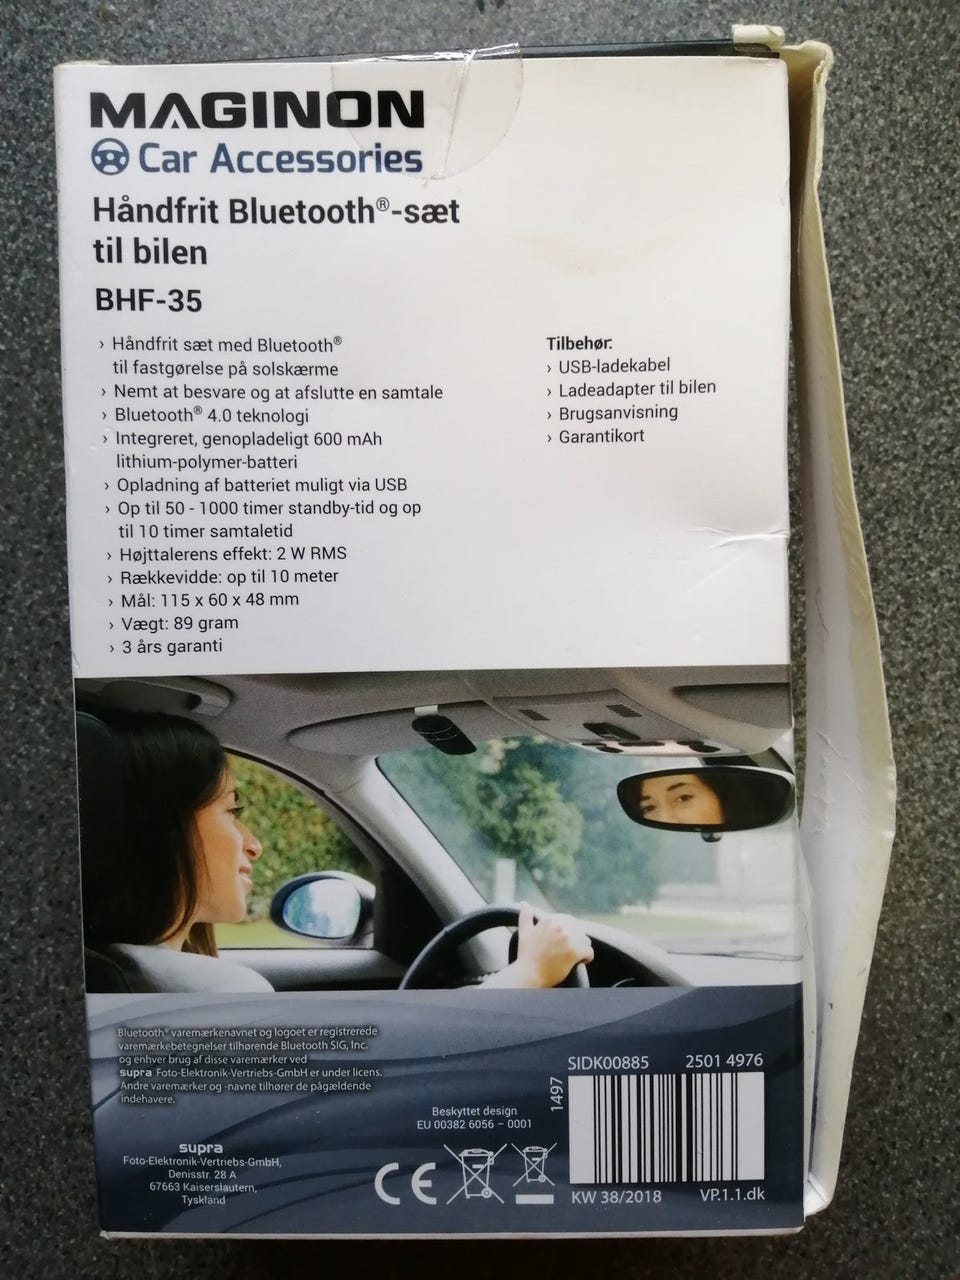 MAGINON
Car Accessories
Håndfrit Bluetooth®-sæt
til bilen
BHF-35
› Håndfrit sæt med Bluetooth®
til fastgørelse på solskærme
› Nemt at besvare og at afslutte en samtale
› Bluetooth® 4.0 teknologi
› Integreret, genopladeligt 600 mAh
lithium-polymer-batteri
› Opladning af batteriet muligt via USB
› Op til 50 - 1000 timer standby-tid og op
til 10 timer samtaletid
› Højttalerens effekt: 2 W RMS
› Rækkevidde: op til 10 meter
› Mål: 115 x 60 x 48 mm
› Vægt: 89 gram
› 3 års garanti
Tilbehør:
› USB-ladekabel
› Ladeadapter til bilen
› Brugsanvisning
› Garantikort
Bluetooth® varemærkenavnet og logoet er registrerede
varemærkebetegnelser tilhørende Bluetooth SIG, Inc.
og enhver brug af disse varemærker ved
supra Foto-Elektronik-Vertriebs-GmbH er under licens.
Andre varemærker og -navne tilhører de pågældende
indehavere.
supra
Foto-Elektronik-Vertriebs-GmbH,
Denisstr. 28 A
67663 Kaiserslautern,
Tyskland
Beskyttet design
EU 00382 6056 – 0001
CE
SIDK00885 2501 4976
1497
KW 38/2018 VP.1.1.dk